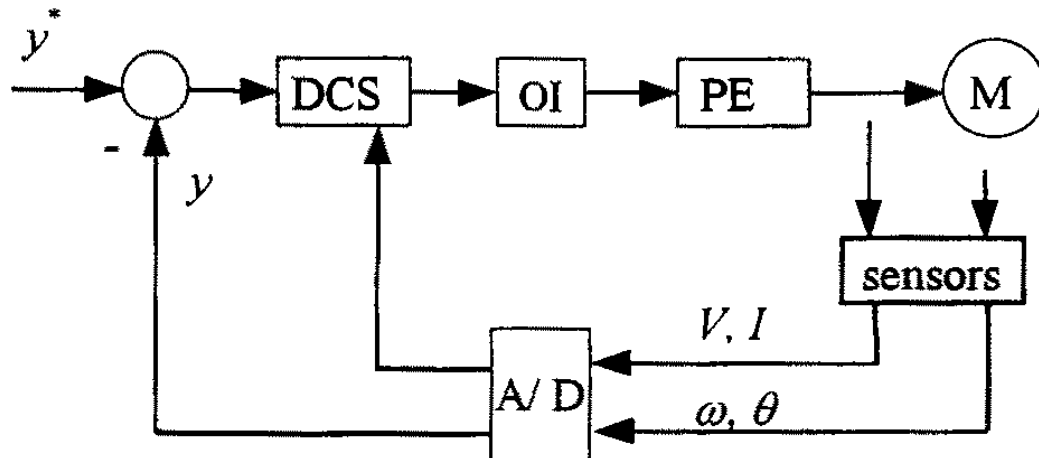 y*
DCS
OI
PE
M
-
y
sensors
V, I
A/ D
ω, θ